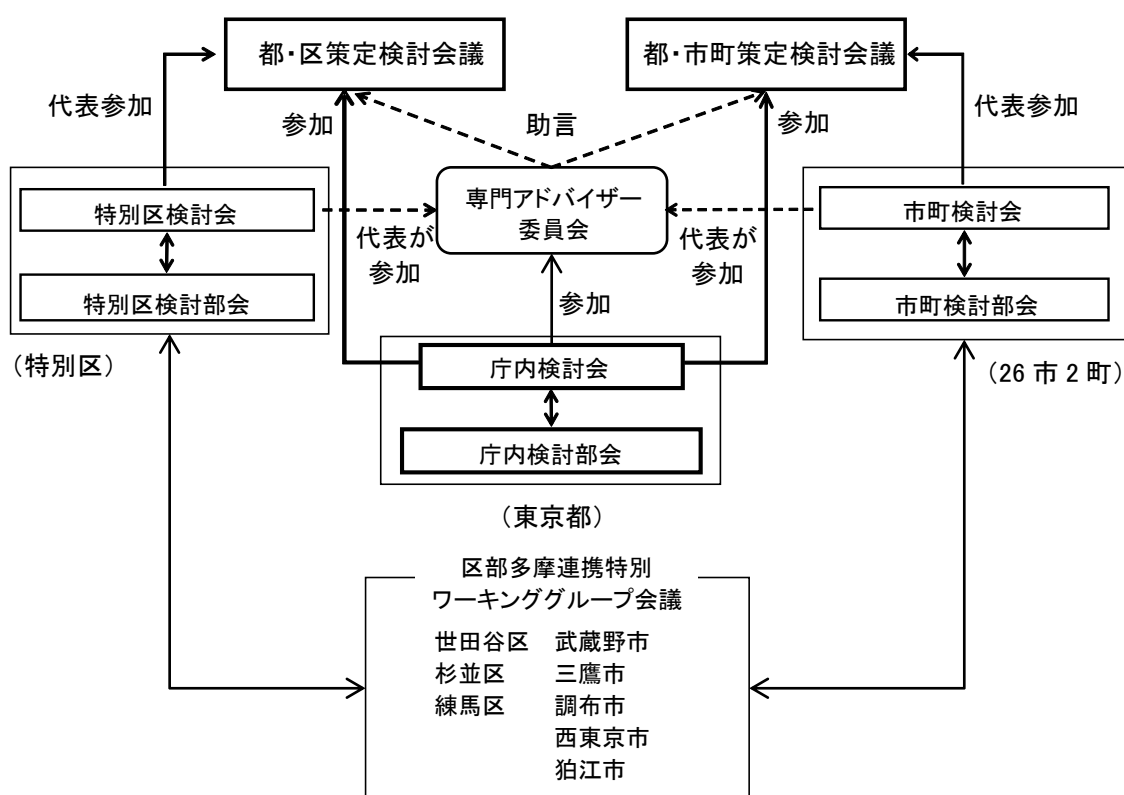 都・区策定検討会議
都・市町策定検討会議
代表参加
参加
助言
参加
代表参加
専門アドバイザー
委員会
特別区検討会
市町検討会
代表が
参加
代表が
参加
特別区検討部会
市町検討部会
参加
(特別区)
(26市2町)
庁内検討会
庁内検討部会
(東京都)
区部多摩連携特別
ワーキンググループ会議
世田谷区 武蔵野市
杉並区 三鷹市
練馬区 調布市
西東京市
狛江市